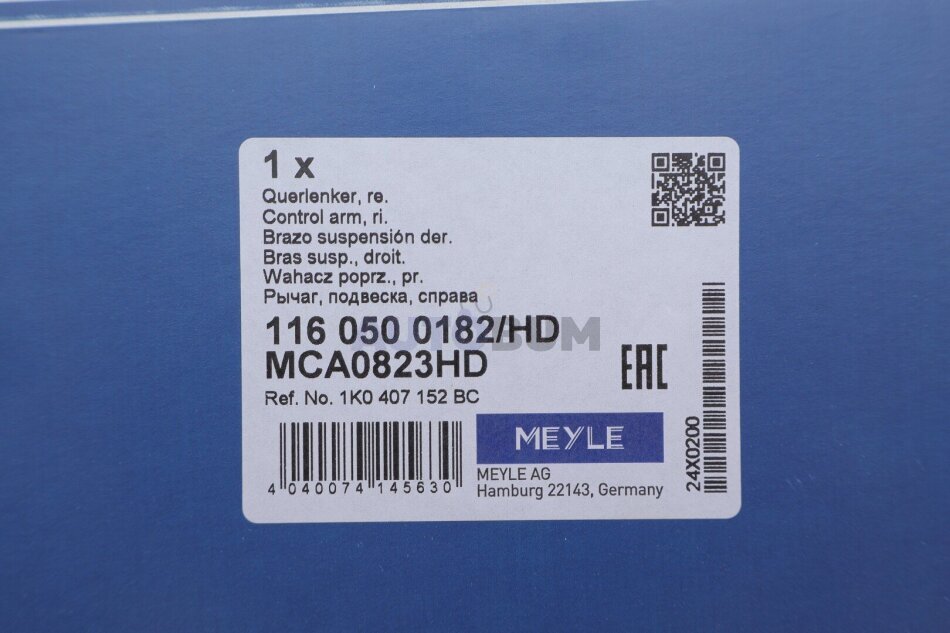 1 x
Querlenker, re.
Control arm, ri.
Brazo suspensión der.
Bras susp., droit.
Wahacz poprz., pr.
Рычаг, подвеска, справа
116 050 0182/HD
MCA0823HD
Ref. No. 1K0 407 152 BC
EAC
4 040074 145630
MEYLE
MEYLE AG
Hamburg 22143, Germany
24X0200
AUTOBOM